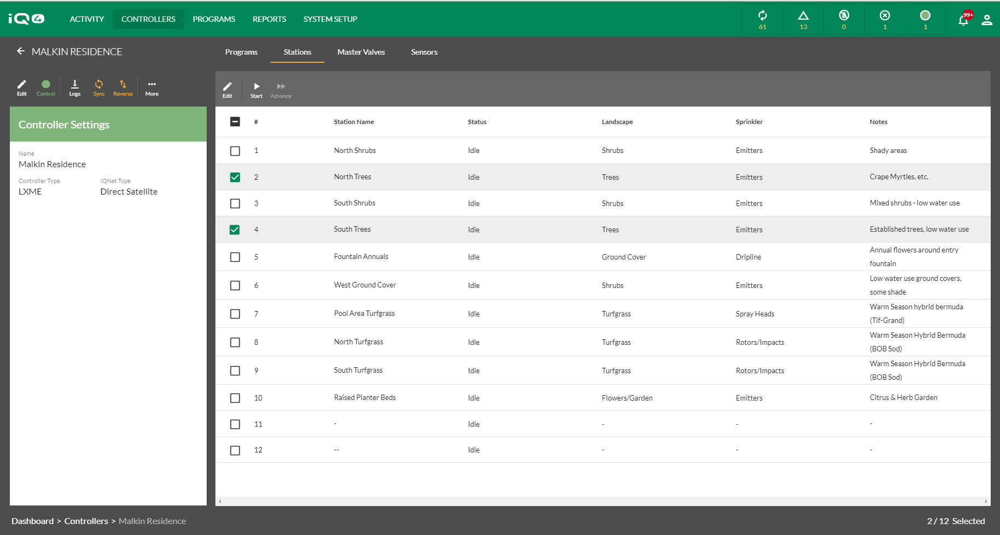 iQ4 ACTIVITY CONTROLLERS PROGRAMS REPORTS SYSTEM SETUP 61 13 0 1 1 99+
MALKIN RESIDENCE
Programs Stations Master Valves Sensors
Edit Control Logs Sync Reverse More
Edit Start Advance
Controller Settings
Name
Malkin Residence
Controller Type IQNet Type
LXME Direct Satellite
# Station Name Status Landscape Sprinkler Notes
1 North Shrubs Idle Shrubs Emitters Shady areas
2 North Trees Idle Trees Emitters Crape Myrtles, etc.
3 South Shrubs Idle Shrubs Emitters Mixed shrubs - low water use
4 South Trees Idle Trees Emitters Established trees, low water use
5 Fountain Annuals Idle Ground Cover Dripline Annual flowers around entry
fountain
6 West Ground Cover Idle Shrubs Emitters Low water use ground covers,
some shade
7 Pool Area Turfgrass Idle Turfgrass Spray Heads Warm Season hybrid bermuda
(Tif-Grand)
8 North Turfgrass Idle Turfgrass Rotors/Impacts Warm Season Hybrid Bermuda
(BOB Sod)
9 South Turfgrass Idle Turfgrass Rotors/Impacts Warm Season Hybrid Bermuda
(BOB Sod)
10 Raised Planter Beds Idle Flowers/Garden Emitters Citrus & Herb Garden
11 - Idle - - -
12 -- Idle - - -
Dashboard > Controllers > Malkin Residence 2 / 12 Selected